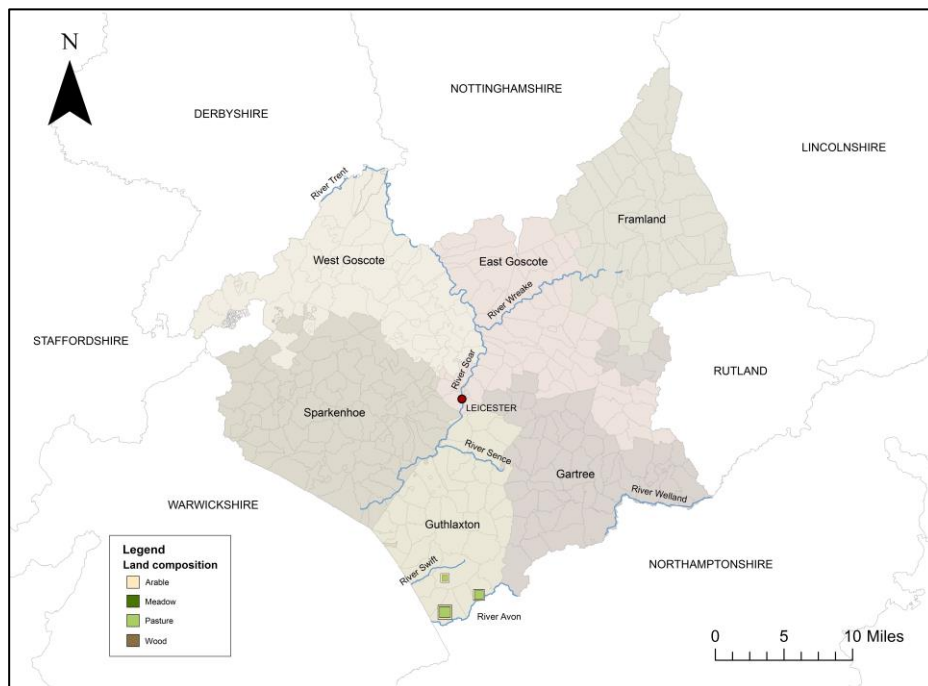 N
NOTTINGHAMSHIRE
DERBYSHIRE
LINCOLNSHIRE
River Trent
Framland
West Goscote
East Goscote
River Wreake
STAFFORDSHIRE
River Soar
RUTLAND
Sparkenhoe
LEICESTER
River Sence
Gartree
River Welland
WARWICKSHIRE
Guthlaxton
Legend
Land composition
Arable
Meadow
Pasture
Wood
River Swift
NORTHAMPTONSHIRE
River Avon
0 5 10 Miles